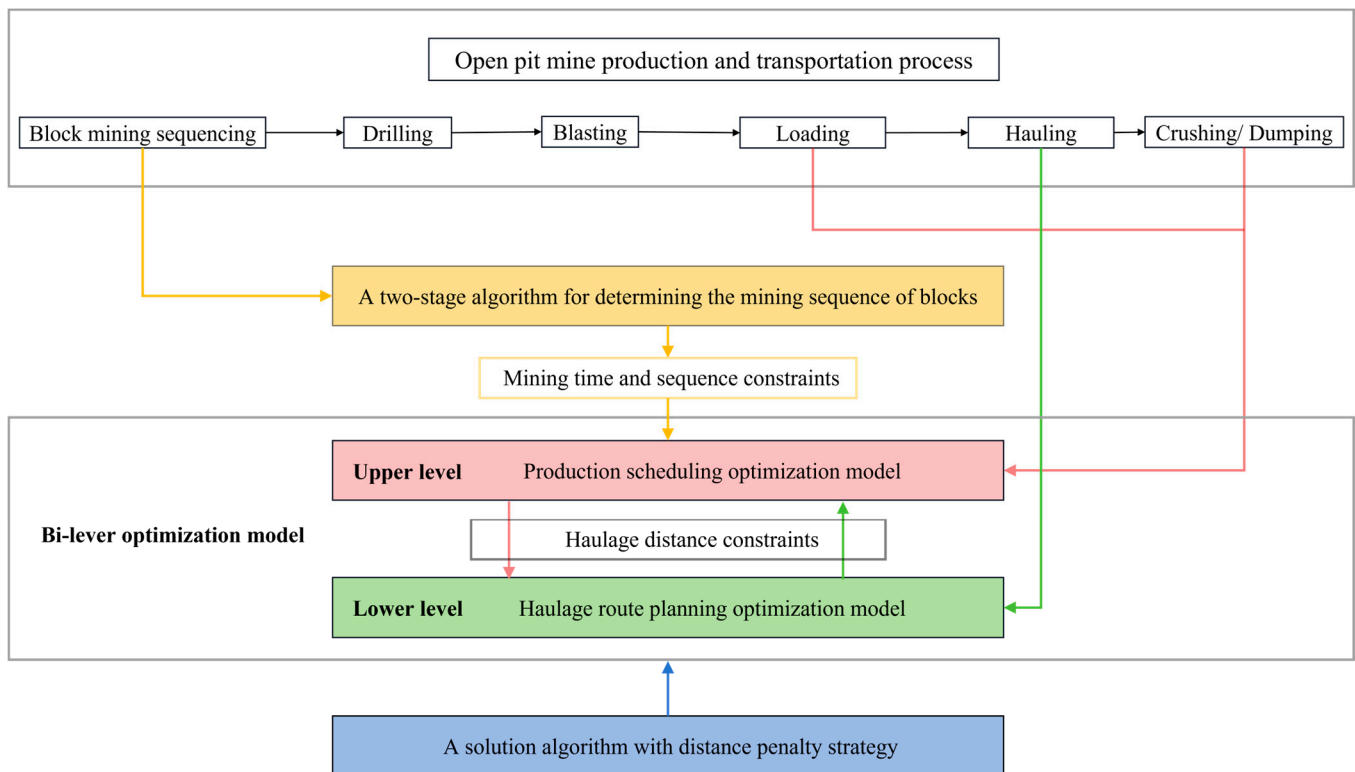 Open pit mine production and transportation process
Block mining sequencing
Drilling
Blasting
Loading
Hauling
Crushing/ Dumping
A two-stage algorithm for determining the mining sequence of blocks
Mining time and sequence constraints
Upper level Production scheduling optimization model
Bi-lever optimization model
Haulage distance constraints
Lower level Haulage route planning optimization model
A solution algorithm with distance penalty strategy